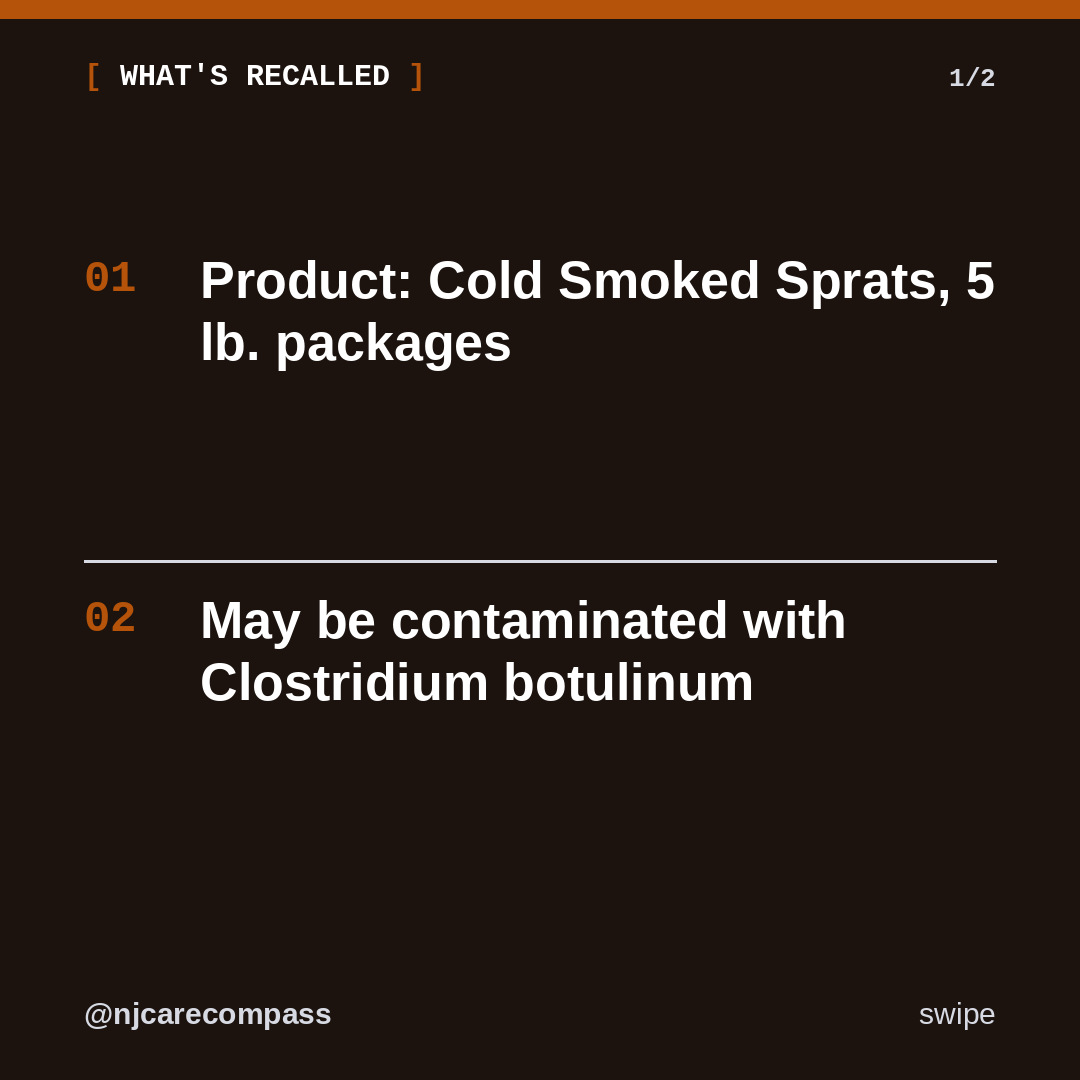 [ WHAT'S RECALLED ]
1/2
01
Product: Cold Smoked Sprats, 5
lb. packages
02
May be contaminated with
Clostridium botulinum
@njcarecompass
swipe